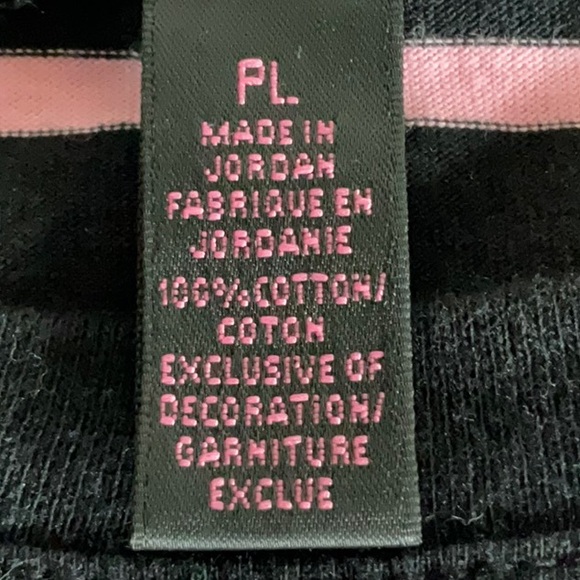 PL
MADE IN
JORDAN
FABRIQUE EN
JORDANIE
100% COTTON/
COTON
EXCLUSIVE OF
DECORATION/
GARNITURE
EXCLUE